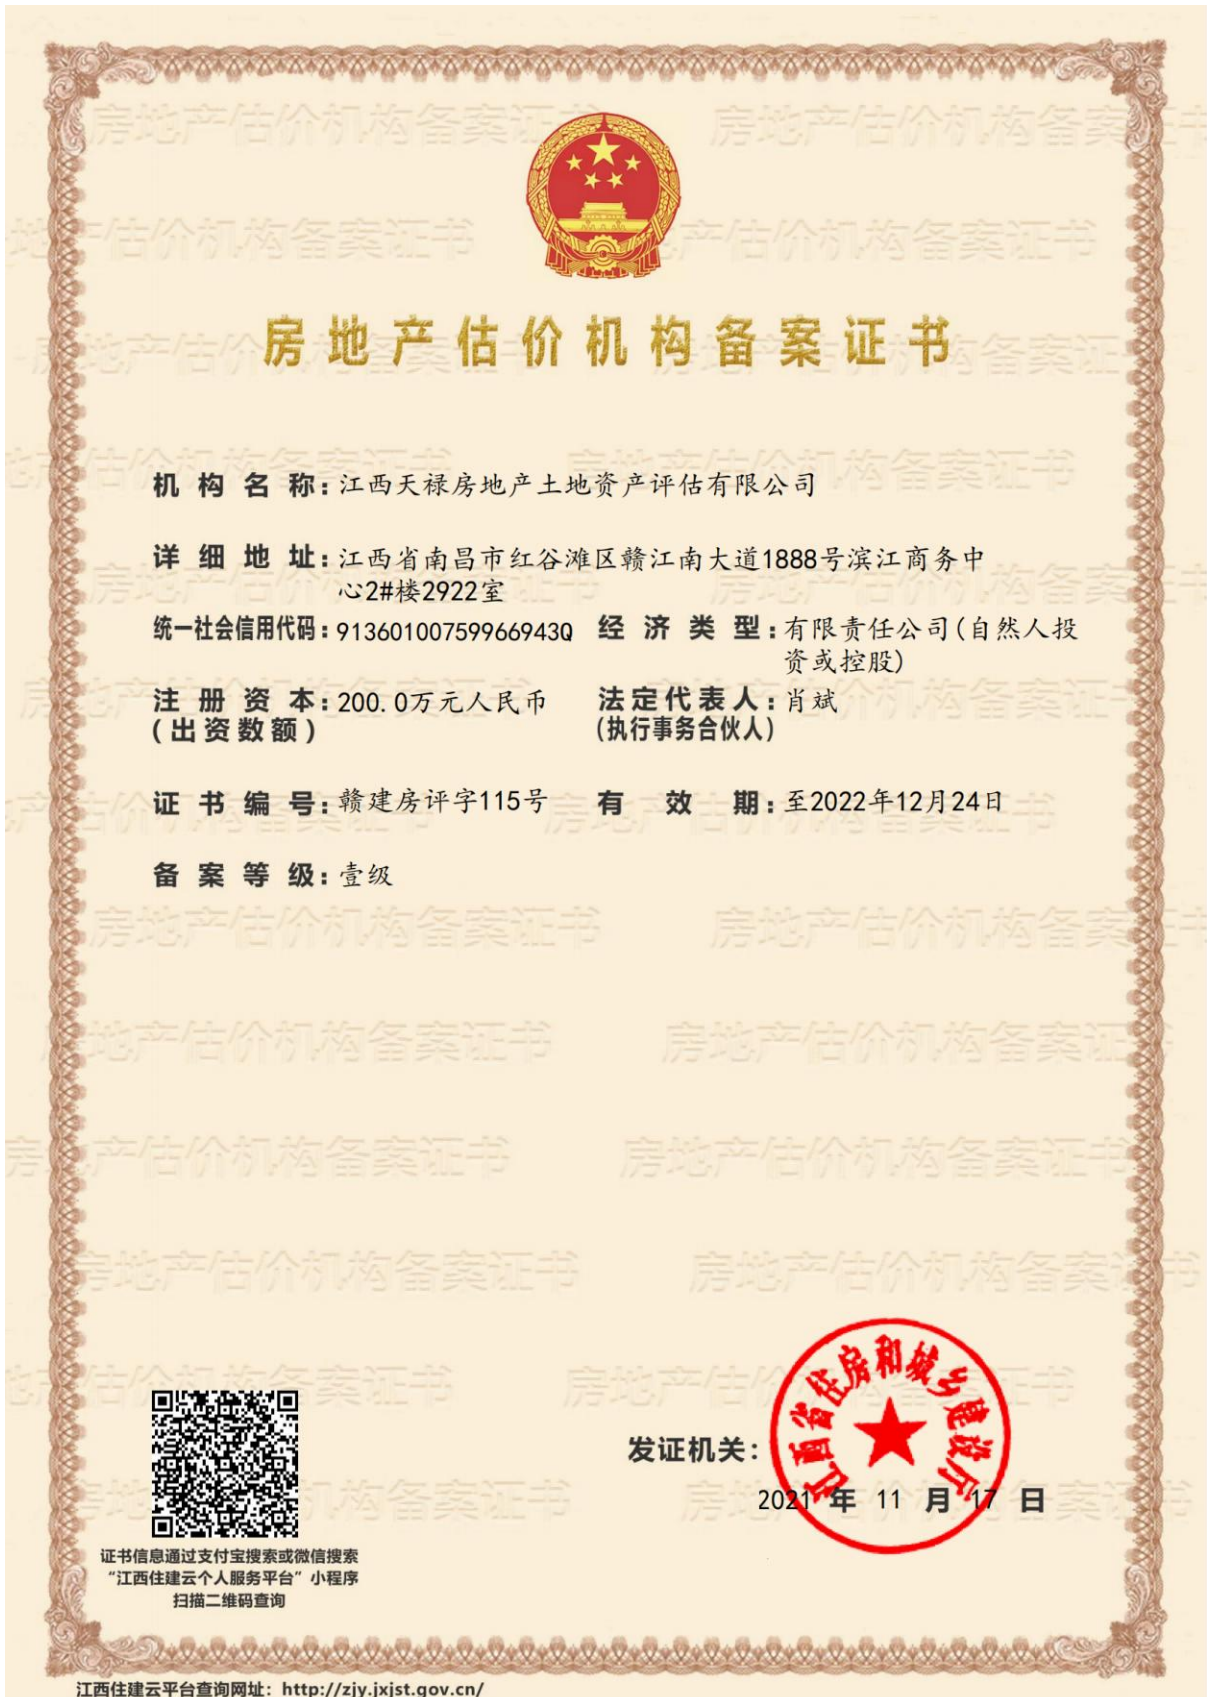 房地产估价机构备案证书
机构名称：江西天禄房地产土地资产评估有限公司
详细地址：江西省南昌市红谷滩区赣江南大道1888号滨江商务中
心2#楼2922室
统一社会信用代码：91360100759966943Q 经济类型：有限责任公司(自然人投
资或控股)
注册资本：200.0万元人民币 法定代表人：肖斌
(出资数额) (执行事务合伙人)
证书编号：赣建房评字115号 有效期：至2022年12月24日
备案等级：壹级
江西省住房和城乡建设厅
发证机关：
2021 年 11 月 17 日
证书信息通过支付宝搜索或微信搜索
“江西住建云个人服务平台”小程序
扫描二维码查询
江西住建云平台查询网址：http://zjy.jxjst.gov.cn/